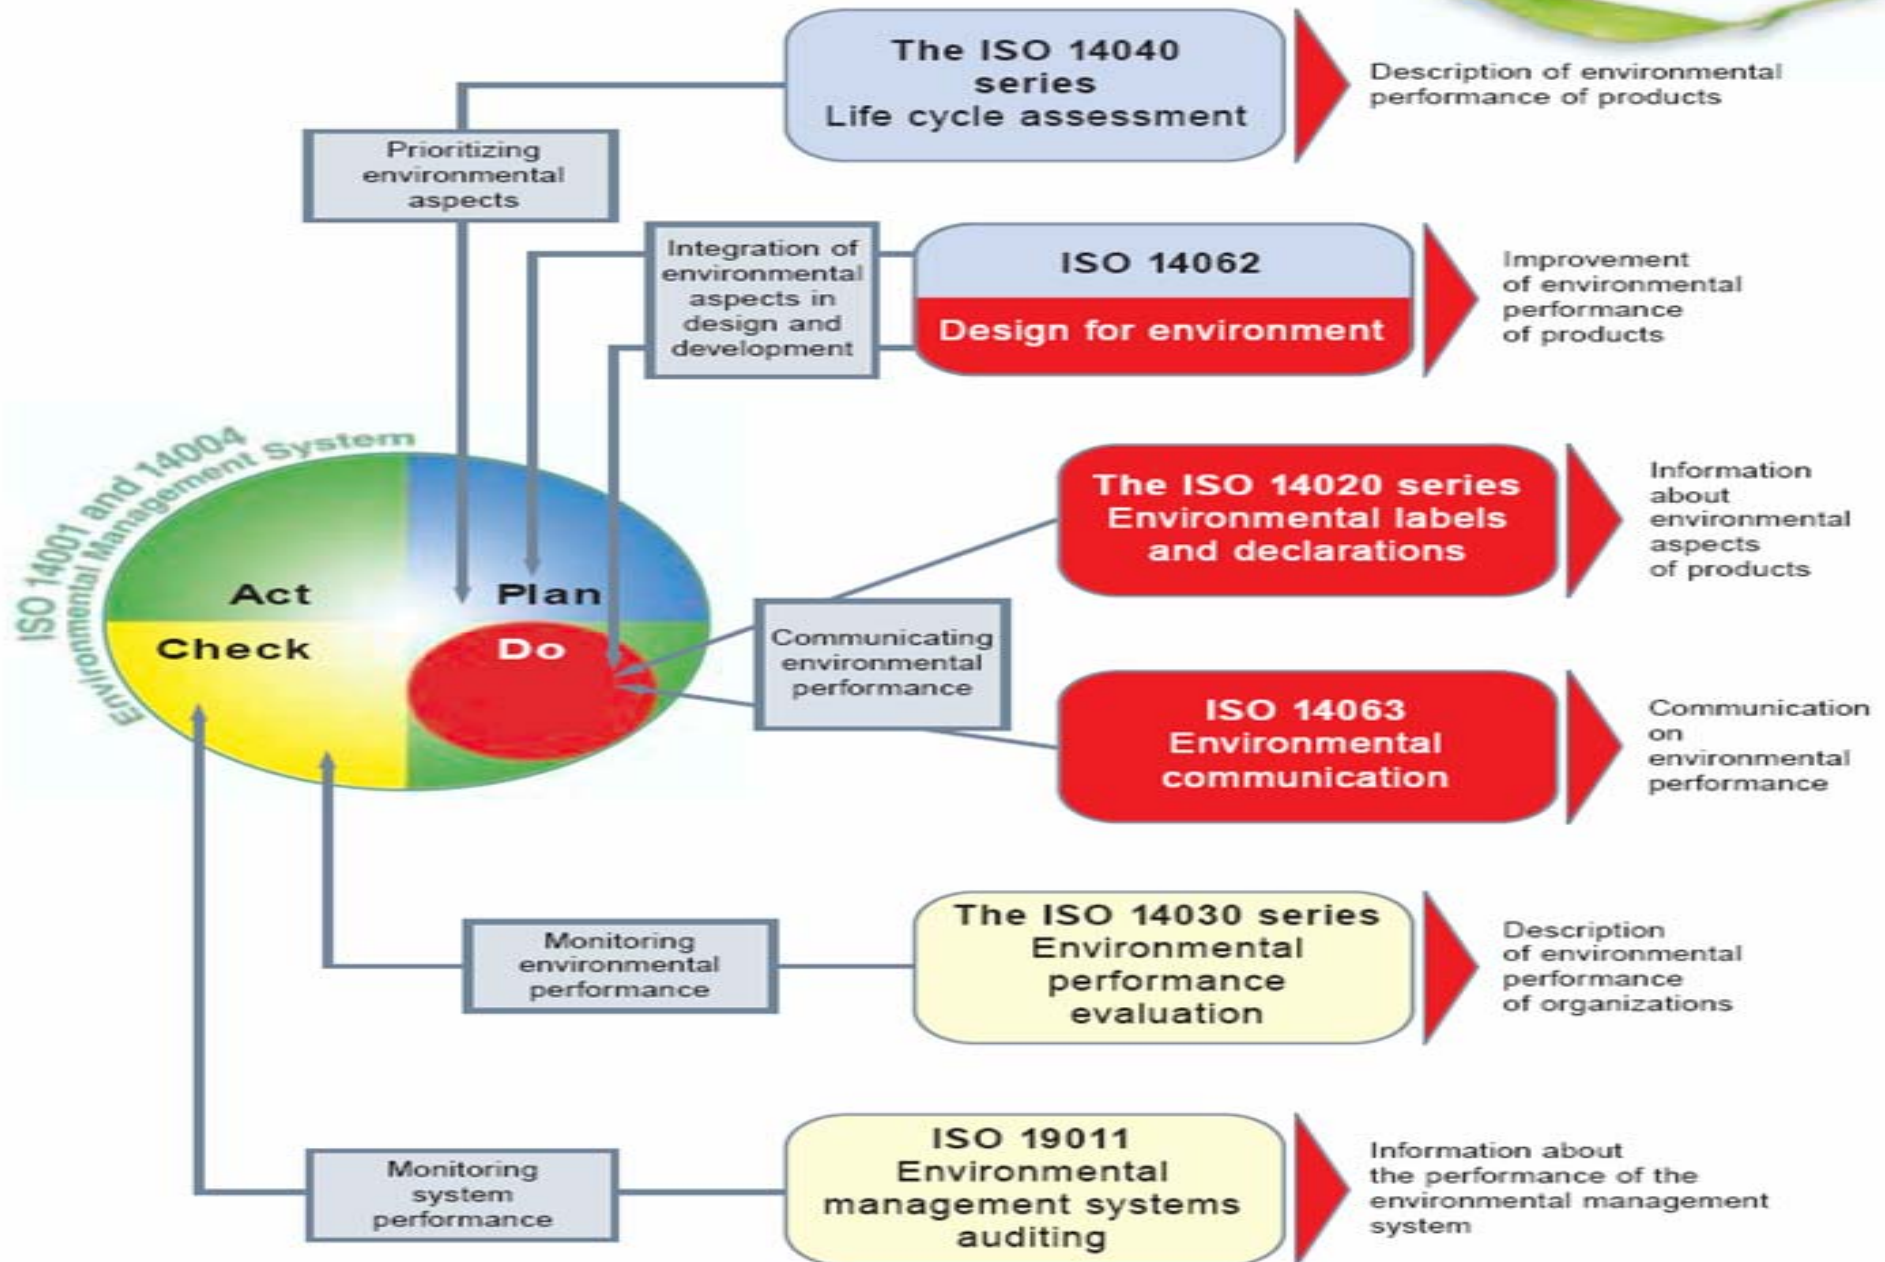 The ISO 14040
series
Life cycle assessment
Description of environmental
performance of products
Prioritizing
environmental
aspects
Integration of
environmental
aspects in
design and
development
ISO 14062
Design for environment
Improvement
of environmental
performance
of products
ISO 14001 and 14004
Environmental Management System
Act
Plan
Check
Do
The ISO 14020 series
Environmental labels
and declarations
Information
about
environmental
aspects
of products
Communicating
environmental
performance
ISO 14063
Environmental
communication
Communication
on
environmental
performance
Monitoring
environmental
performance
The ISO 14030 series
Environmental
performance
evaluation
Description
of environmental
performance
of organizations
Monitoring
system
performance
ISO 19011
Environmental
management systems
auditing
Information about
the performance of the
environmental management
system